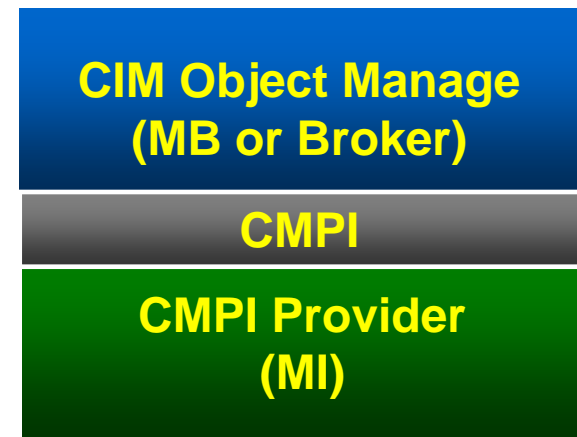 CIM Object Manage
(MB or Broker)
CMPI
CMPI Provider
(MI)